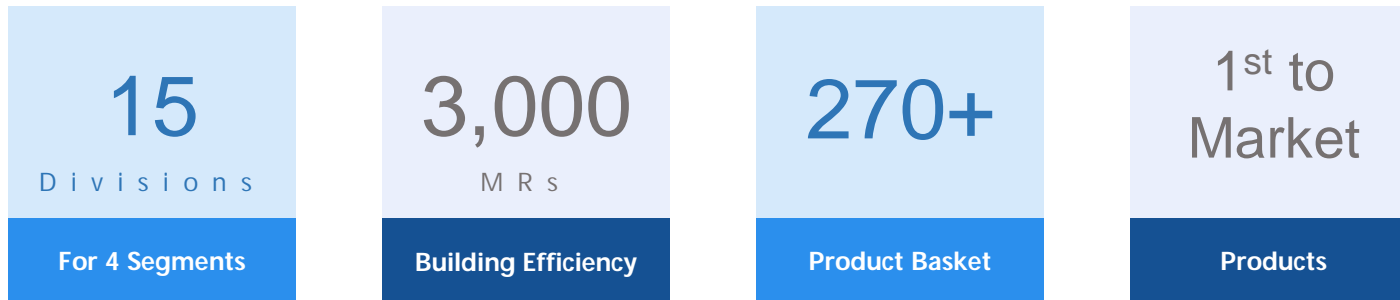 15
Divisions
For 4 Segments
3,000
MRs
Building Efficiency
270+
Product Basket
1st to
Market
Products